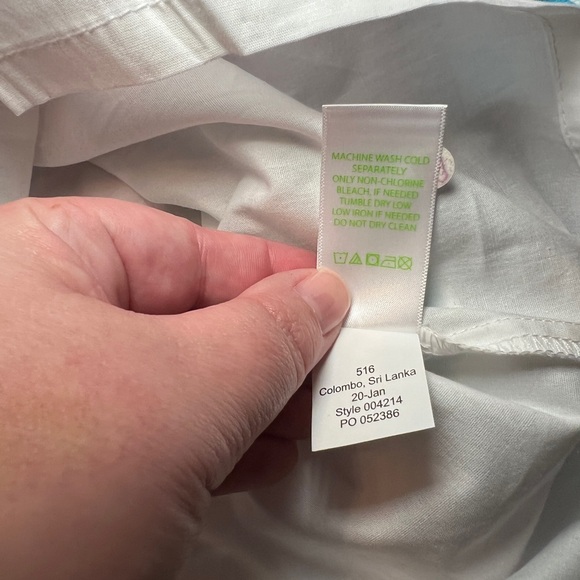 MACHINE WASH COLD
SEPARATELY
ONLY NON-CHLORINE
BLEACH, IF NEEDED
TUMBLE DRY LOW
LOW IRON IF NEEDED
DO NOT DRY CLEAN
516
Colombo, Sri Lanka
20-Jan
Style 004214
PO 052386